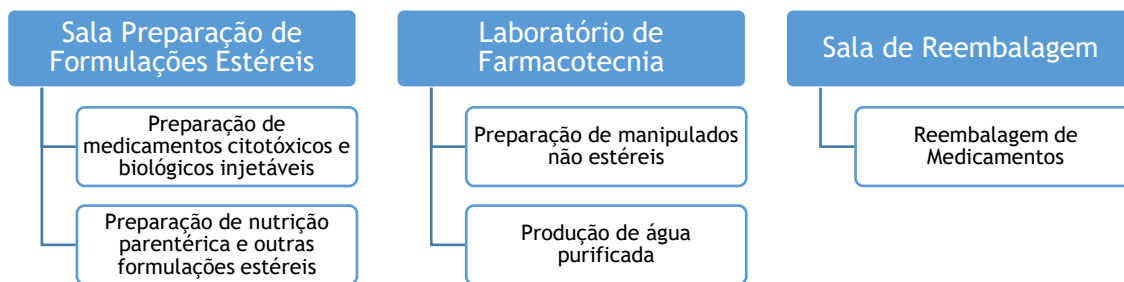 Sala Preparação de
Formulações Estéreis
Preparação de
medicamentos citotóxicos e
biológicos injetáveis
Preparação de nutrição
parentérica e outras
formulações estéreis
Laboratório de
Farmacotecnia
Preparação de manipulados
não estéreis
Produção de água
purificada
Sala de Reembalagem
Reembalagem de
Medicamentos